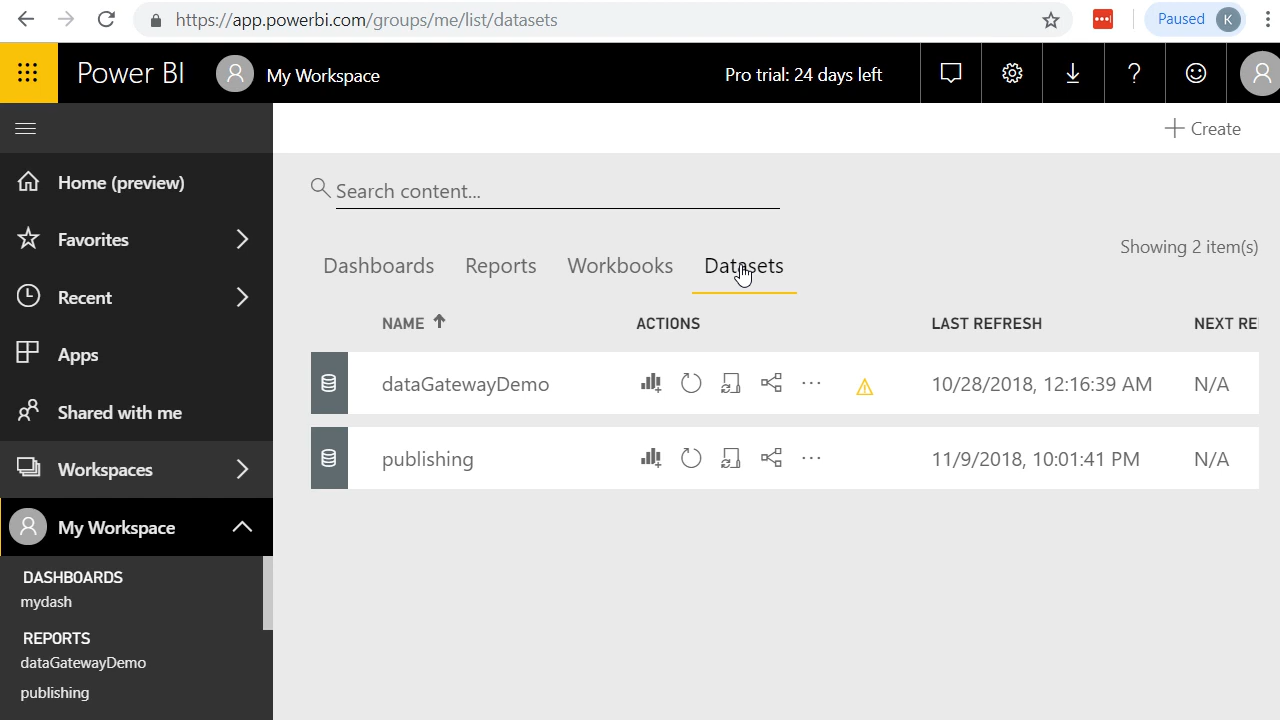 https://app.powerbi.com/groups/me/list/datasets
Paused K
Power BI My Workspace Pro trial: 24 days left ?
Create
Home (preview)
Favorites
Recent
Apps
Shared with me
Workspaces
My Workspace
DASHBOARDS
mydash
REPORTS
dataGatewayDemo
publishing
Search content...
Showing 2 item(s)
Dashboards Reports Workbooks Datasets
NAME ACTIONS LAST REFRESH NEXT RE
dataGatewayDemo ... 10/28/2018, 12:16:39 AM N/A
publishing ... 11/9/2018, 10:01:41 PM N/A